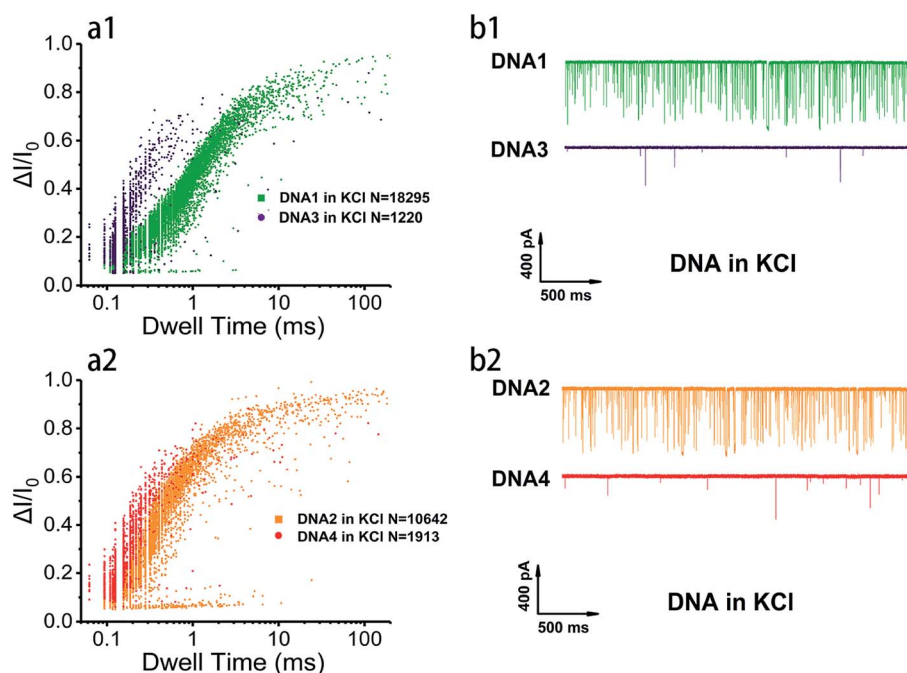 a1
1.0
0.8
0.6
0.4
0.2
0.0
ΔI/I0
DNA1 in KCl N=18295
DNA3 in KCl N=1220
0.1 1 10 100
Dwell Time (ms)
b1
DNA1
DNA3
400 pA
500 ms
DNA in KCl
a2
1.0
0.8
0.6
0.4
0.2
0.0
ΔI/I0
DNA2 in KCl N=10642
DNA4 in KCl N=1913
0.1 1 10 100
Dwell Time (ms)
b2
DNA2
DNA4
400 pA
500 ms
DNA in KCl